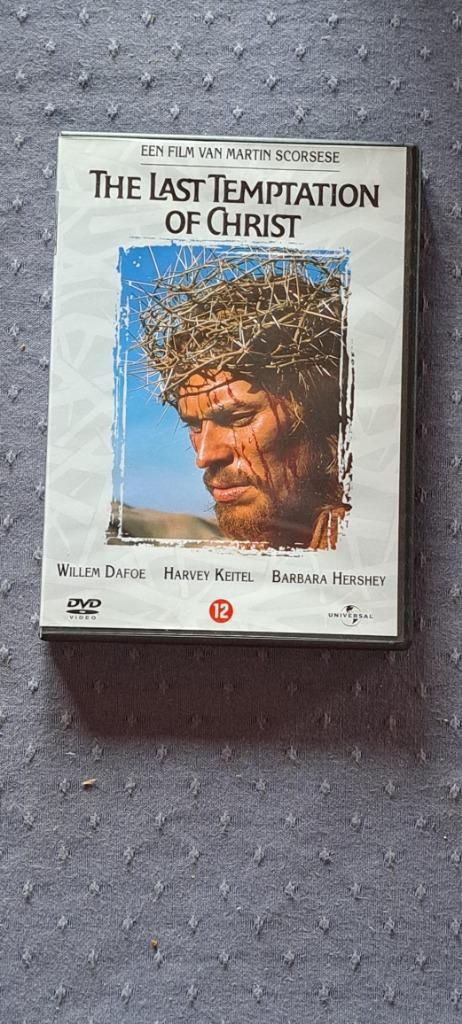 EEN FILM VAN MARTIN SCORSESE
THE LAST TEMPTATION
OF CHRIST
WILLEM DAFOE HARVEY KEITEL BARBARA HERSHEY
DVD
VIDEO
12
UNIVERSAL